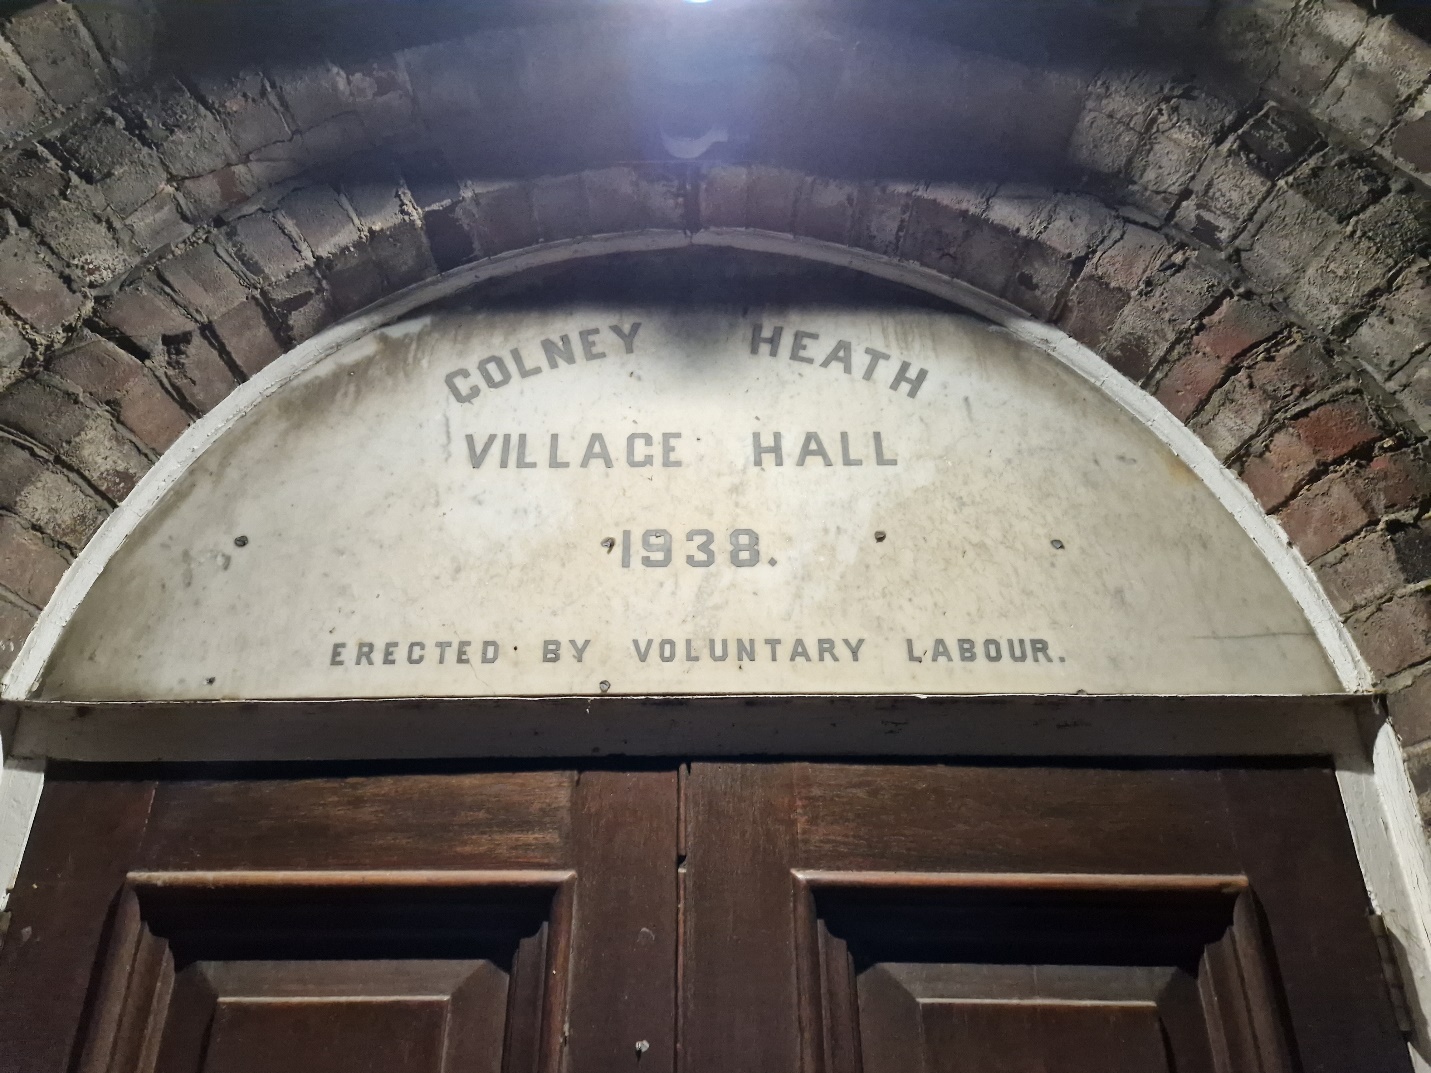 COLNEY HEATH
VILLAGE HALL
1938.
ERECTED BY VOLUNTARY LABOUR.